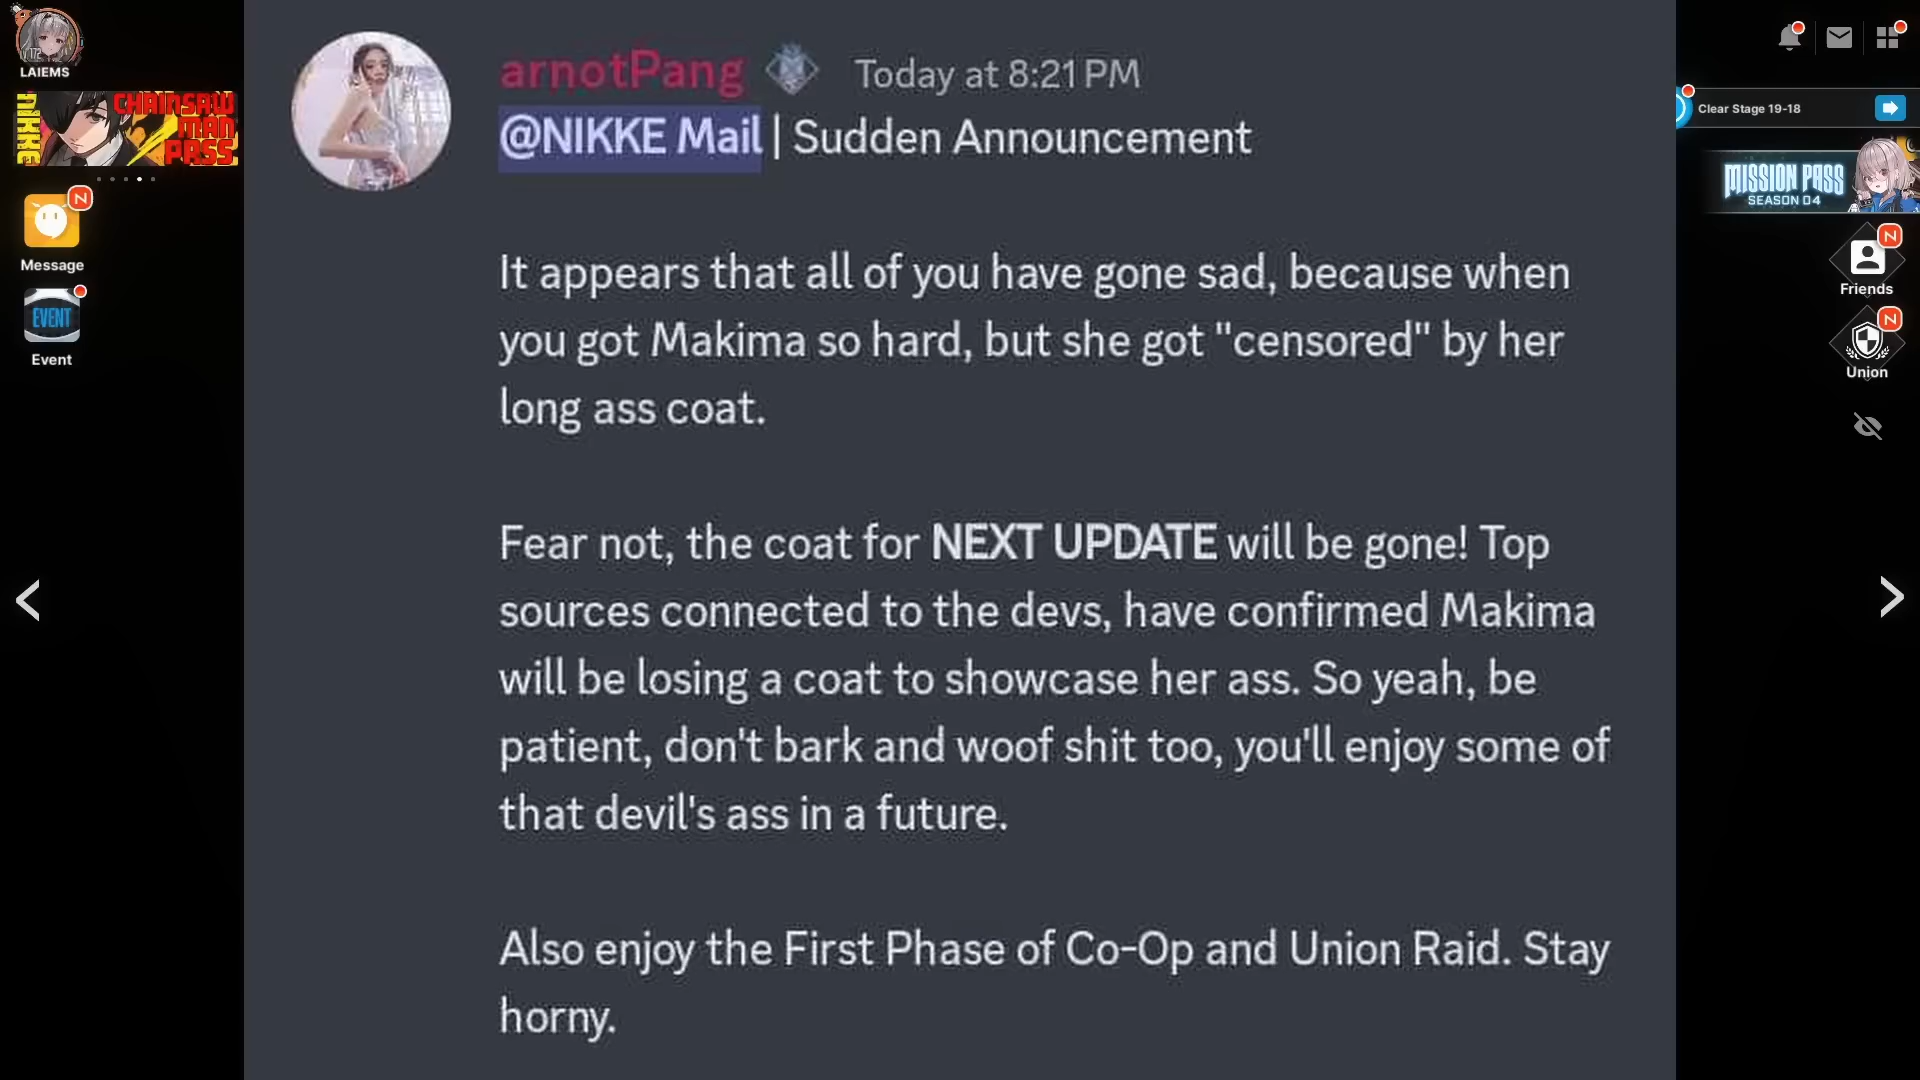 LAIEMS
NIKKE
CHAINSAW
MAN
PASS
N
Message
EVENT
Event
arnotPang
Today at 8:21 PM
@NIKKE Mail | Sudden Announcement
It appears that all of you have gone sad, because when
you got Makima so hard, but she got "censored" by her
long ass coat.
Fear not, the coat for NEXT UPDATE will be gone! Top
sources connected to the devs, have confirmed Makima
will be losing a coat to showcase her ass. So yeah, be
patient, don't bark and woof shit too, you'll enjoy some of
that devil's ass in a future.
Also enjoy the First Phase of Co-Op and Union Raid. Stay
horny.
Clear Stage 19-18
MISSION PASS
SEASON 04
N
Friends
N
Union